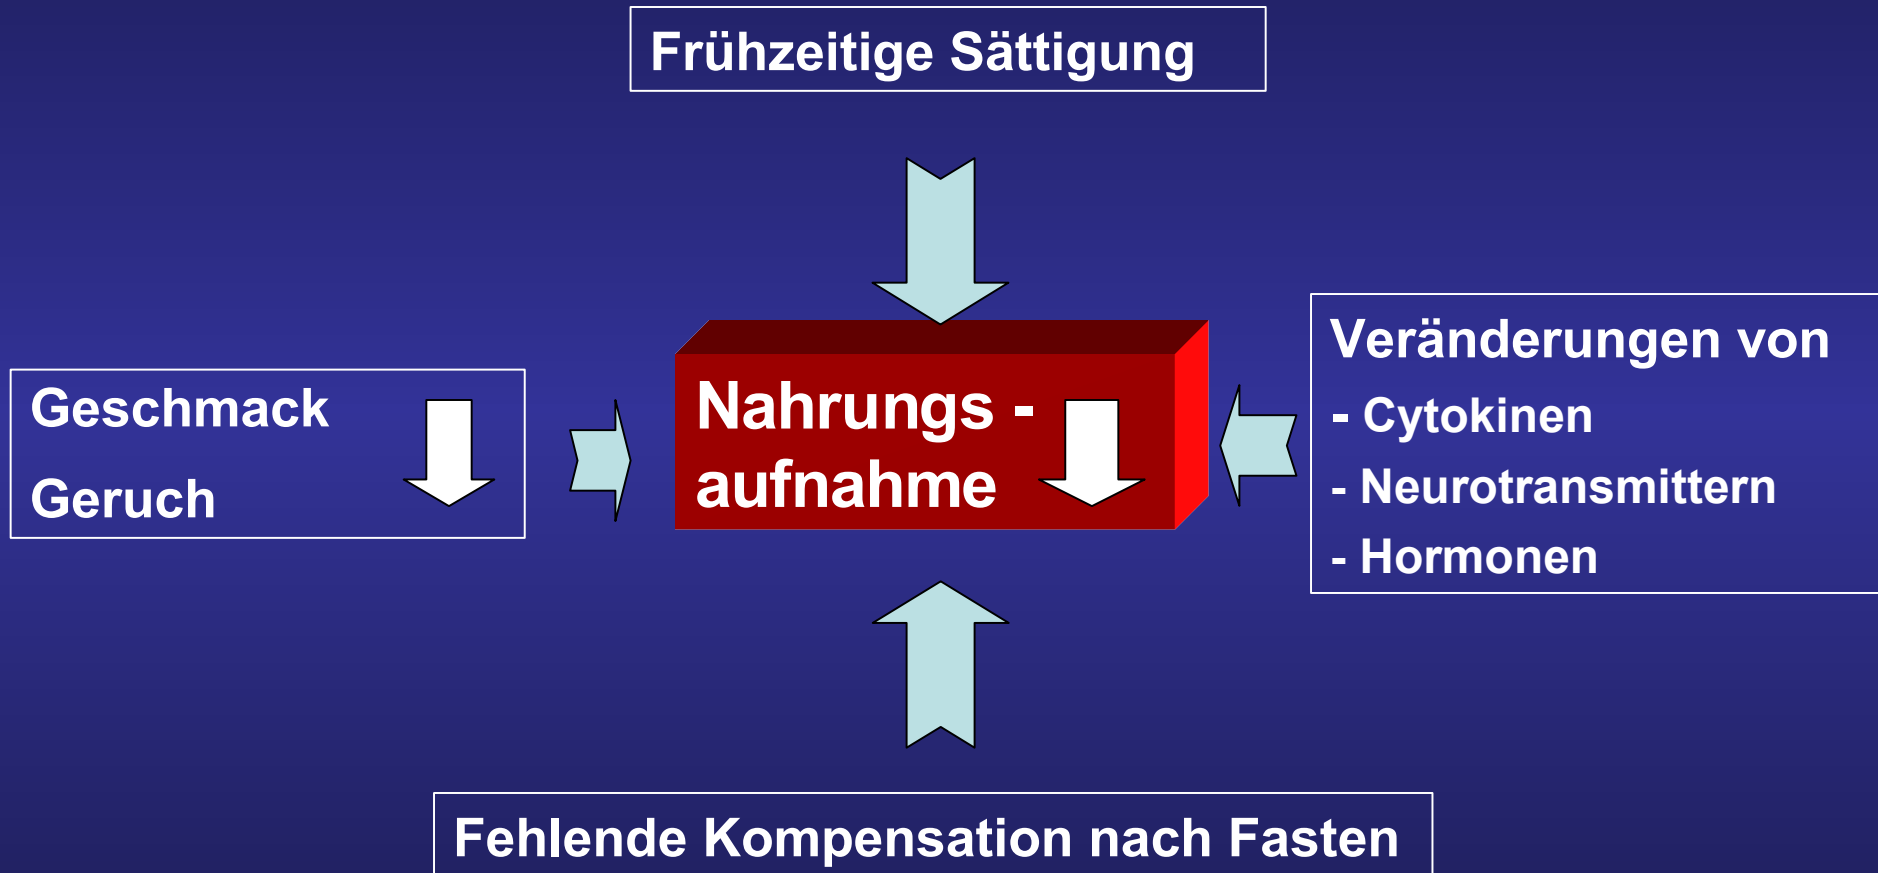 Frühzeitige Sättigung
Geschmack
Geruch
Nahrungs -
aufnahme
Veränderungen von
- Cytokinen
- Neurotransmittern
- Hormonen
Fehlende Kompensation nach Fasten